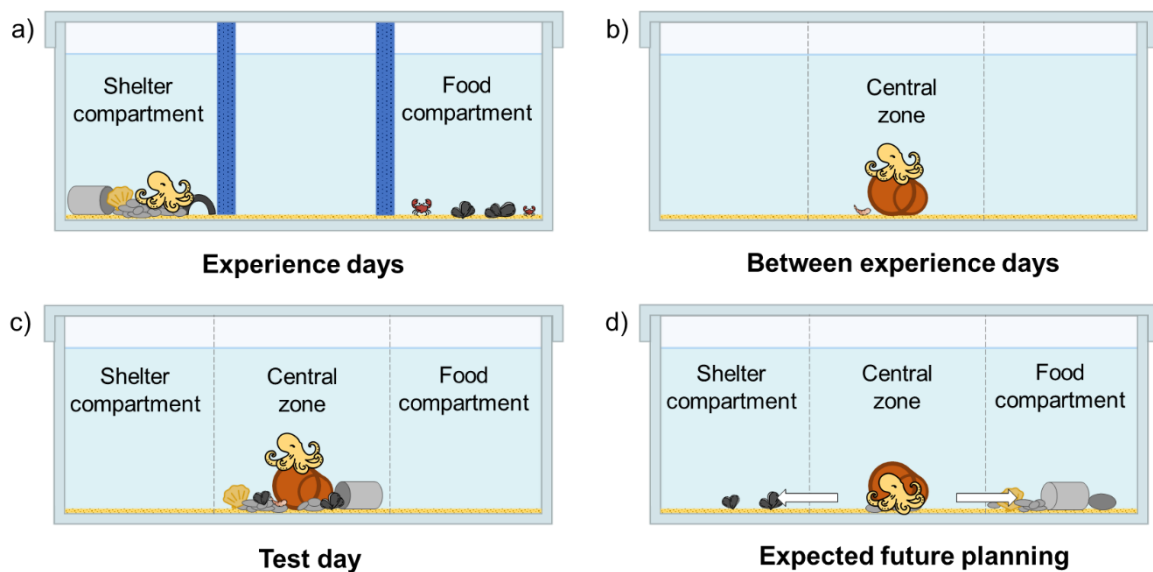 a)
Shelter
compartment
Food
compartment
Experience days
b)
Central
zone
Between experience days
c)
Shelter
compartment
Central
zone
Food
compartment
Test day
d)
Shelter
compartment
Central
zone
Food
compartment
Expected future planning